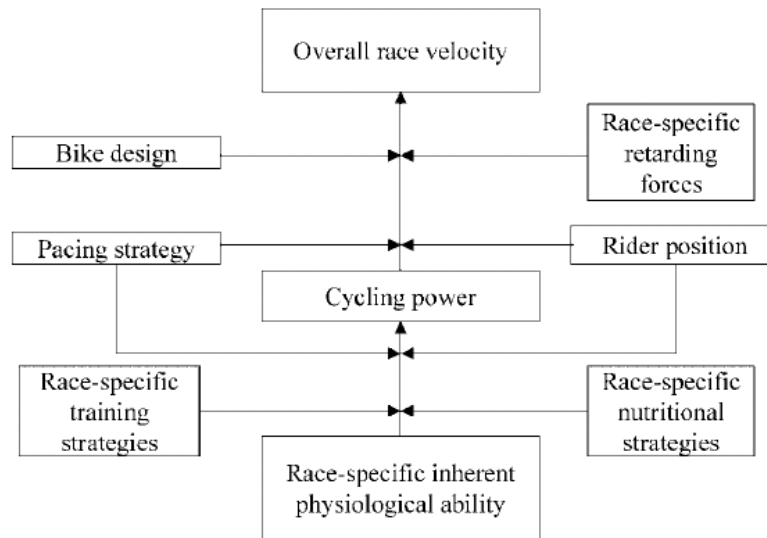 Overall race velocity
Bike design
Race-specific
retarding
forces
Pacing strategy
Rider position
Cycling power
Race-specific
training
strategies
Race-specific
nutritional
strategies
Race-specific inherent
physiological ability